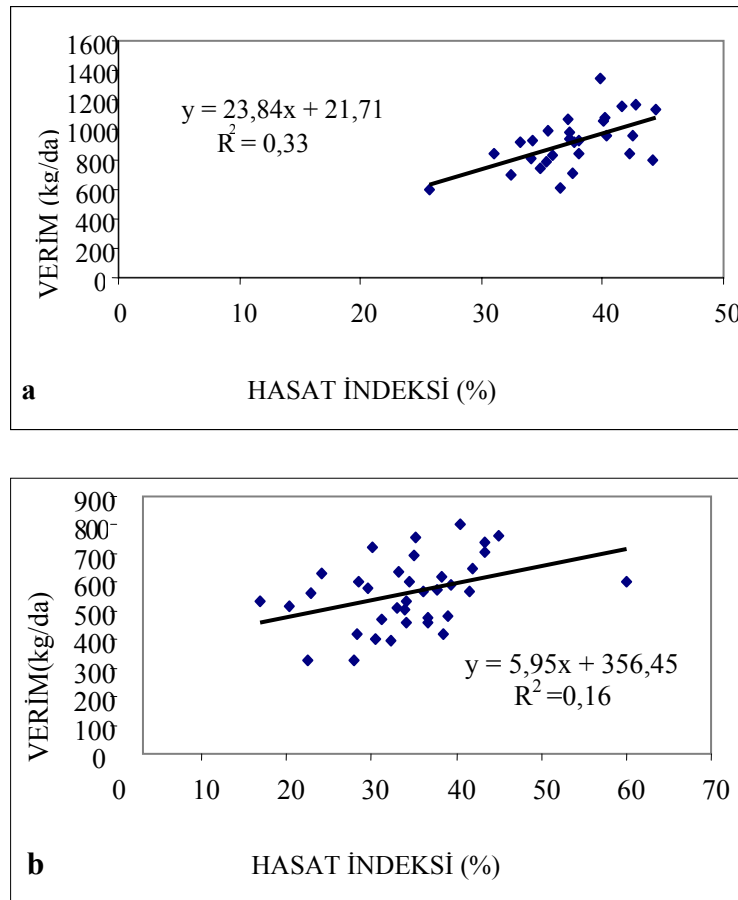 1600
1400
1200
1000
800
600
400
200
0
VERİM (kg/da)
y = 23,84x + 21,71
R² = 0,33
0 10 20 30 40 50
a HASAT İNDEKSİ (%)
900
800
700
600
500
400
300
200
100
0
VERİM(kg/da)
y = 5,95x + 356,45
R² =0,16
0 10 20 30 40 50 60 70
b HASAT İNDEKSİ (%)